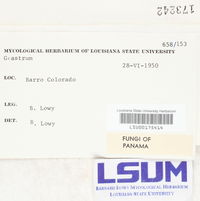 173242
658/153
MYCOLOGICAL HERBARIUM OF LOUISIANA STATE UNIVERSITY
Geastrum
28-VI-1950
LOC. Barro Colorado
LEG. B. Lowy
DET. B. Lowy
Louisiana State University Herbarium
FUNGI OF
PANAMA
LSUM
BERNARD LOWY MYCOLOGICAL HERBARIUM
LOUISIANA STATE UNIVERSITY